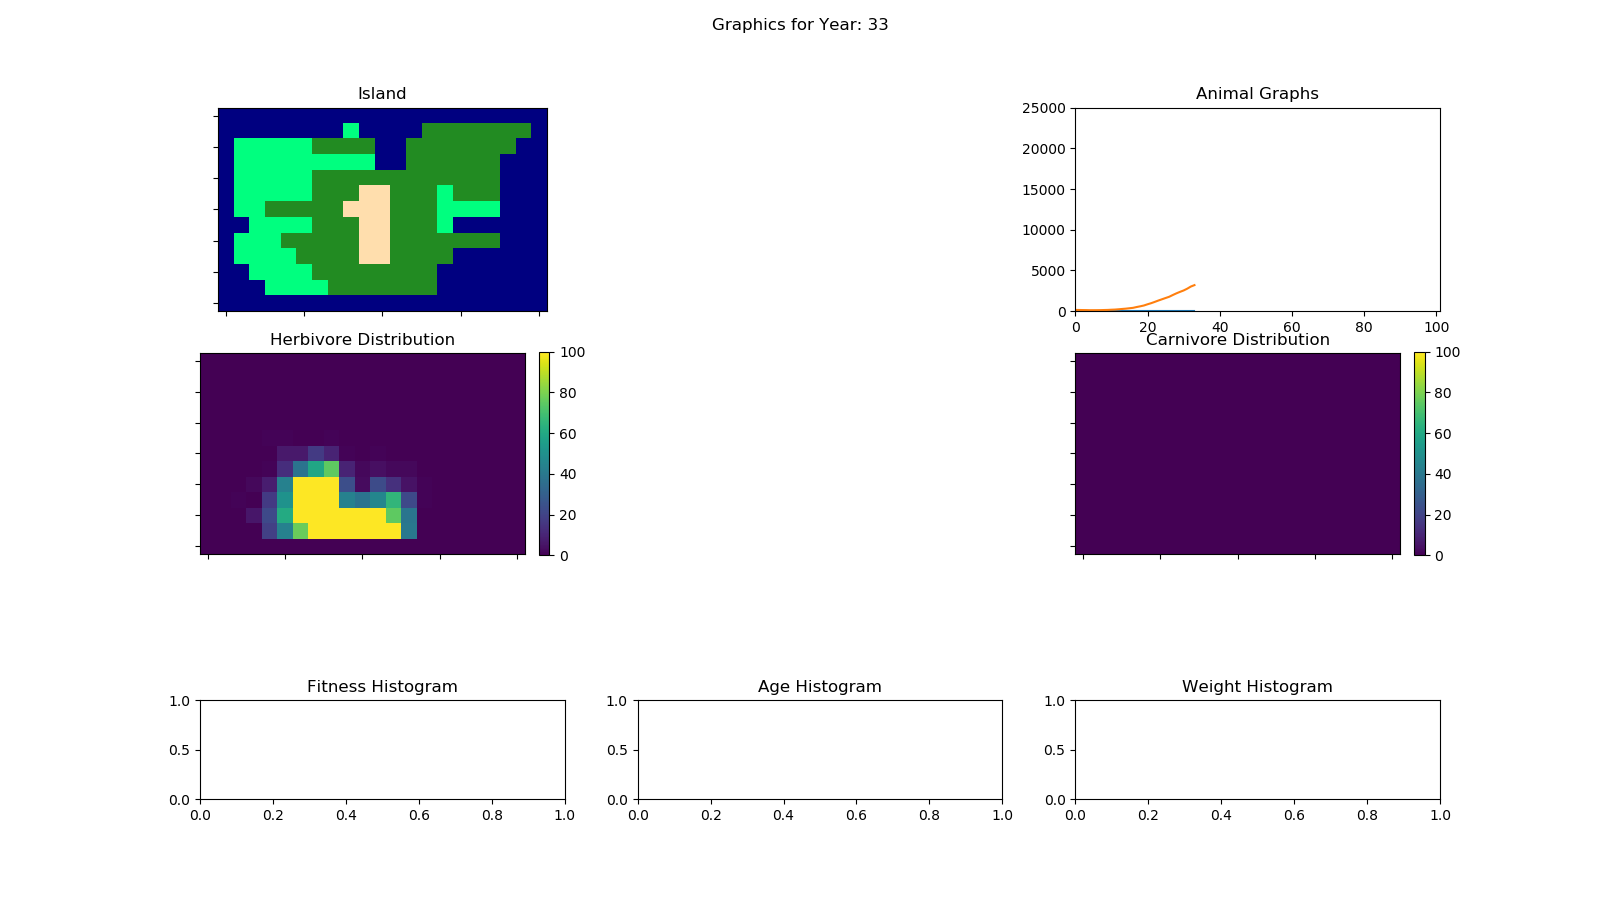 Graphics for Year: 33
Island
Animal Graphs
25000
20000
15000
10000
5000
0
0 20 40 60 80 100
Herbivore Distribution
100
80
60
40
20
0
Carnivore Distribution
100
80
60
40
20
0
Fitness Histogram
1.0
0.5
0.0
0.0 0.2 0.4 0.6 0.8 1.0
Age Histogram
1.0
0.5
0.0
0.0 0.2 0.4 0.6 0.8 1.0
Weight Histogram
1.0
0.5
0.0
0.0 0.2 0.4 0.6 0.8 1.0